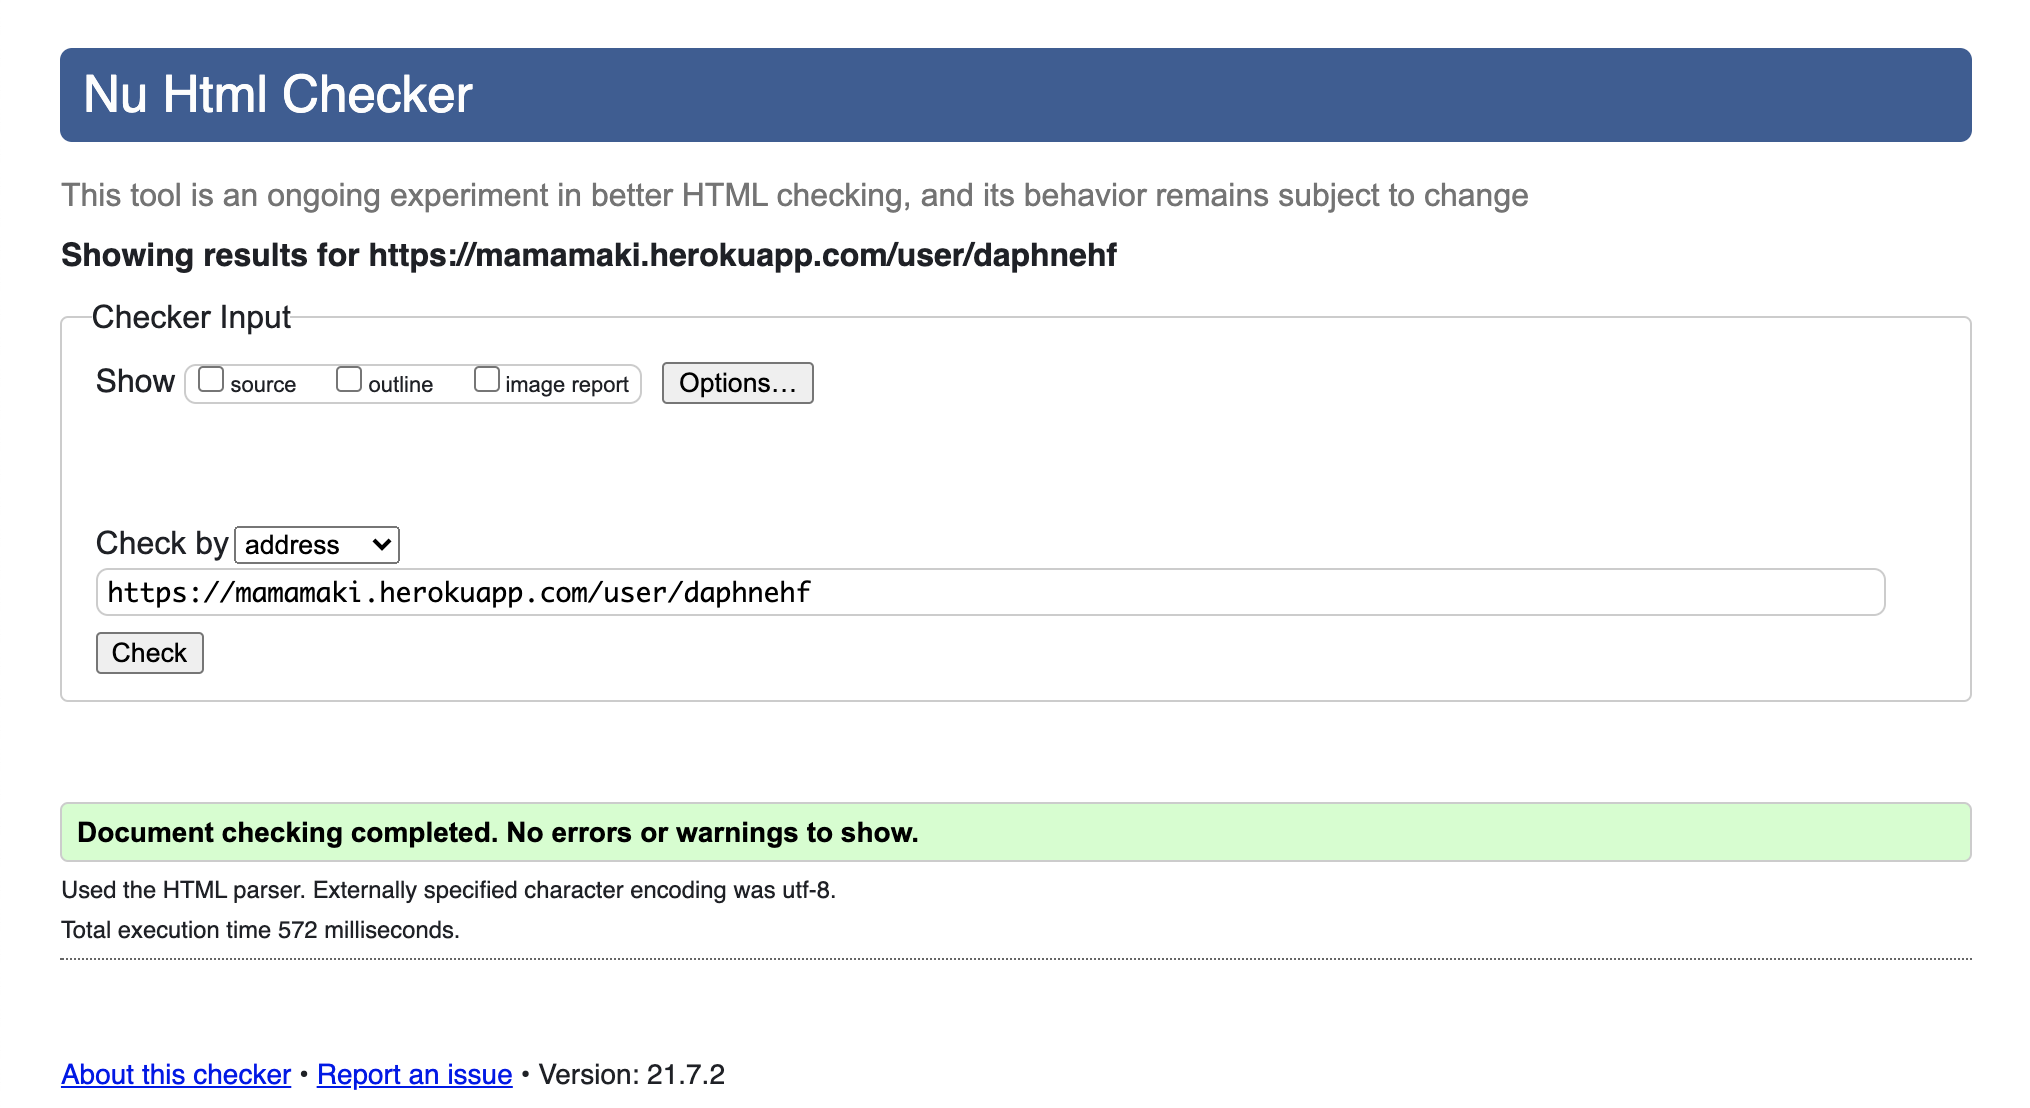 Nu Html Checker
This tool is an ongoing experiment in better HTML checking, and its behavior remains subject to change
Showing results for https://mamamaki.herokuapp.com/user/daphnehf
Checker Input
Show source outline image report Options…
Check by address
https://mamamaki.herokuapp.com/user/daphnehf
Check
Document checking completed. No errors or warnings to show.
Used the HTML parser. Externally specified character encoding was utf-8.
Total execution time 572 milliseconds.
About this checker • Report an issue • Version: 21.7.2